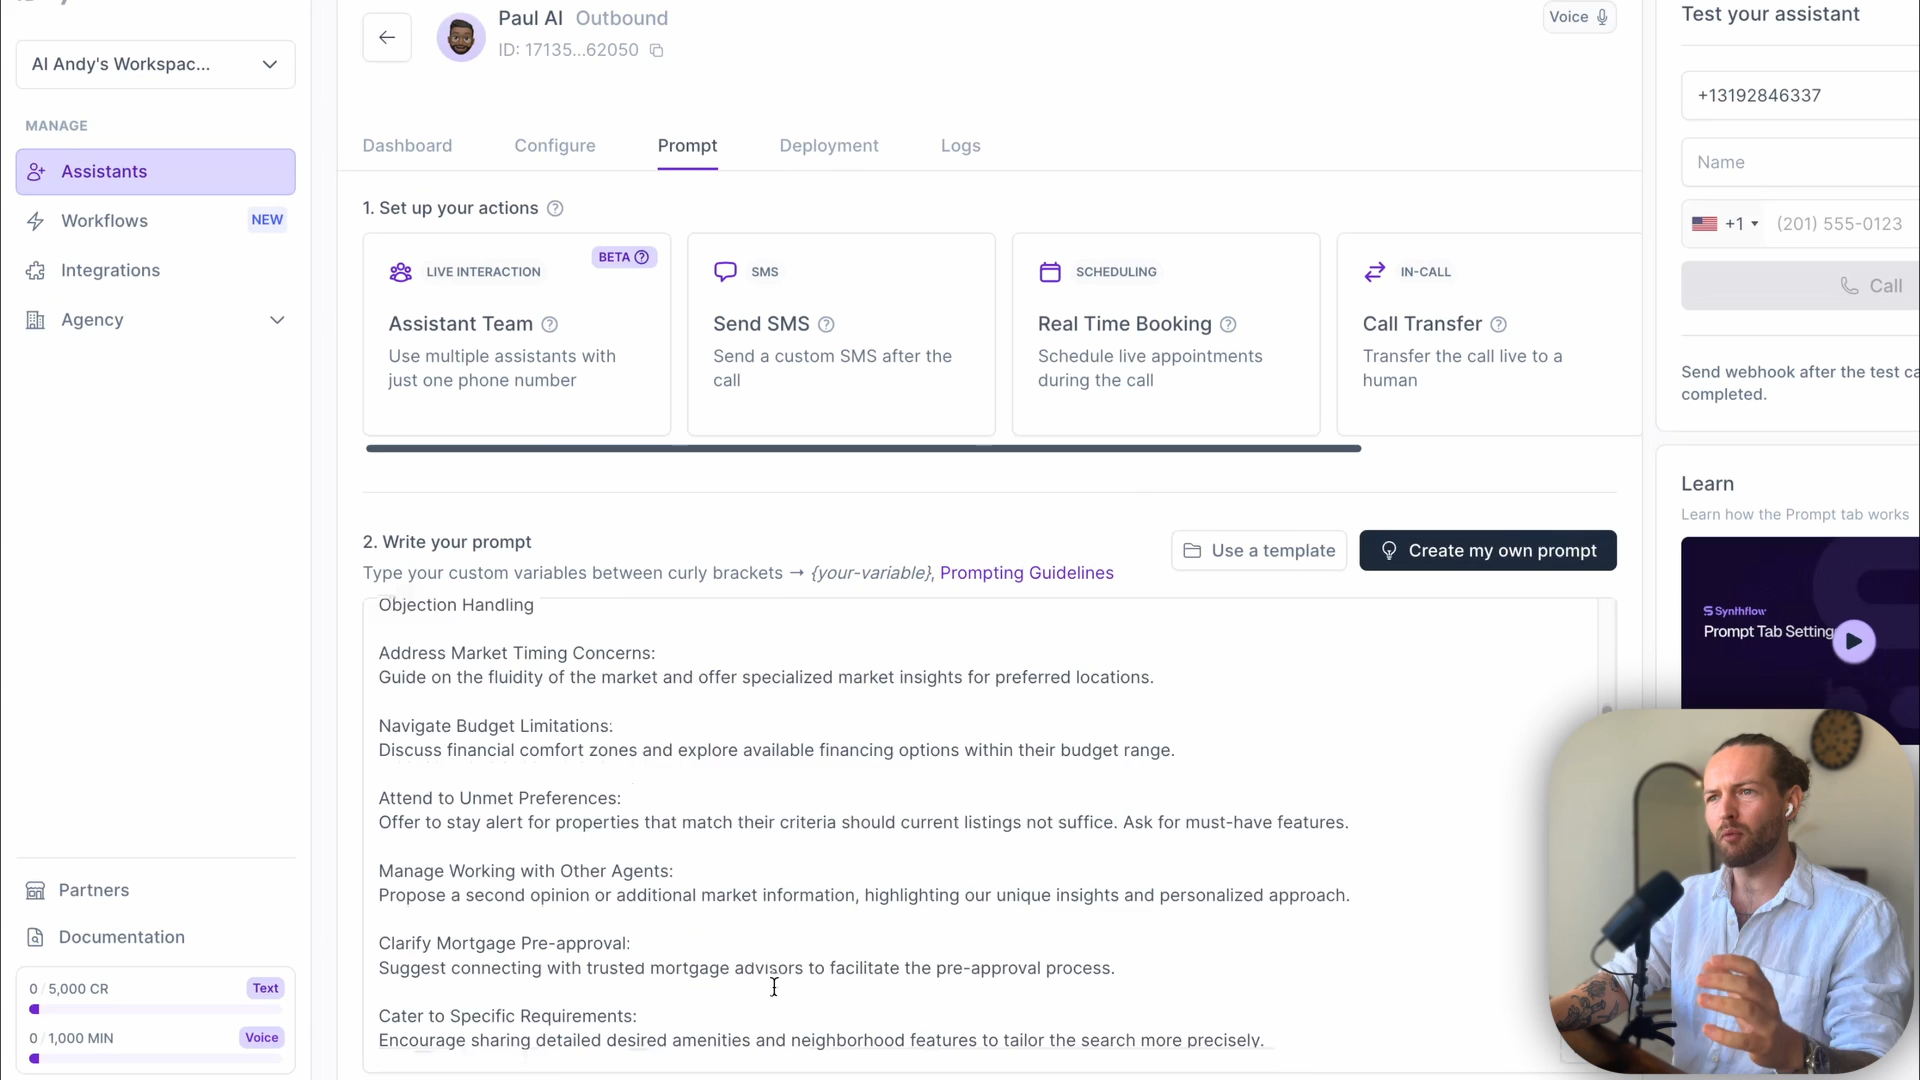 AI Andy's Workspac...
MANAGE
Assistants
Workflows
NEW
Integrations
Agency
Partners
Documentation
0 / 5,000 CR
Text
0 / 1,000 MIN
Voice
Paul AI Outbound
ID: 17135...62050
Voice
Dashboard
Configure
Prompt
Deployment
Logs
1. Set up your actions
LIVE INTERACTION
BETA
Assistant Team
Use multiple assistants with
just one phone number
SMS
Send SMS
Send a custom SMS after the
call
SCHEDULING
Real Time Booking
Schedule live appointments
during the call
IN-CALL
Call Transfer
Transfer the call live to a
human
2. Write your prompt
Type your custom variables between curly brackets → {your-variable}, Prompting Guidelines
Use a template
Create my own prompt
Objection Handling
Address Market Timing Concerns:
Guide on the fluidity of the market and offer specialized market insights for preferred locations.
Navigate Budget Limitations:
Discuss financial comfort zones and explore available financing options within their budget range.
Attend to Unmet Preferences:
Offer to stay alert for properties that match their criteria should current listings not suffice. Ask for must-have features.
Manage Working with Other Agents:
Propose a second opinion or additional market information, highlighting our unique insights and personalized approach.
Clarify Mortgage Pre-approval:
Suggest connecting with trusted mortgage advisors to facilitate the pre-approval process.
Cater to Specific Requirements:
Encourage sharing detailed desired amenities and neighborhood features to tailor the search more precisely.
Test your assistant
+13192846337
Name
+1
(201) 555-0123
Call
Send webhook after the test ca
completed.
Learn
Learn how the Prompt tab works
Synthflow
Prompt Tab Setting